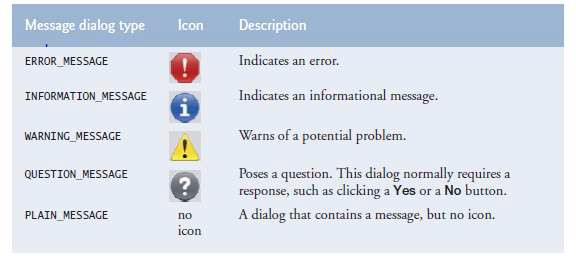 Message dialog type Icon Description
ERROR_MESSAGE ! Indicates an error.
INFORMATION_MESSAGE i Indicates an informational message.
WARNING_MESSAGE ! Warns of a potential problem.
QUESTION_MESSAGE ? Poses a question. This dialog normally requires a
response, such as clicking a Yes or a No button.
PLAIN_MESSAGE no A dialog that contains a message, but no icon.
icon